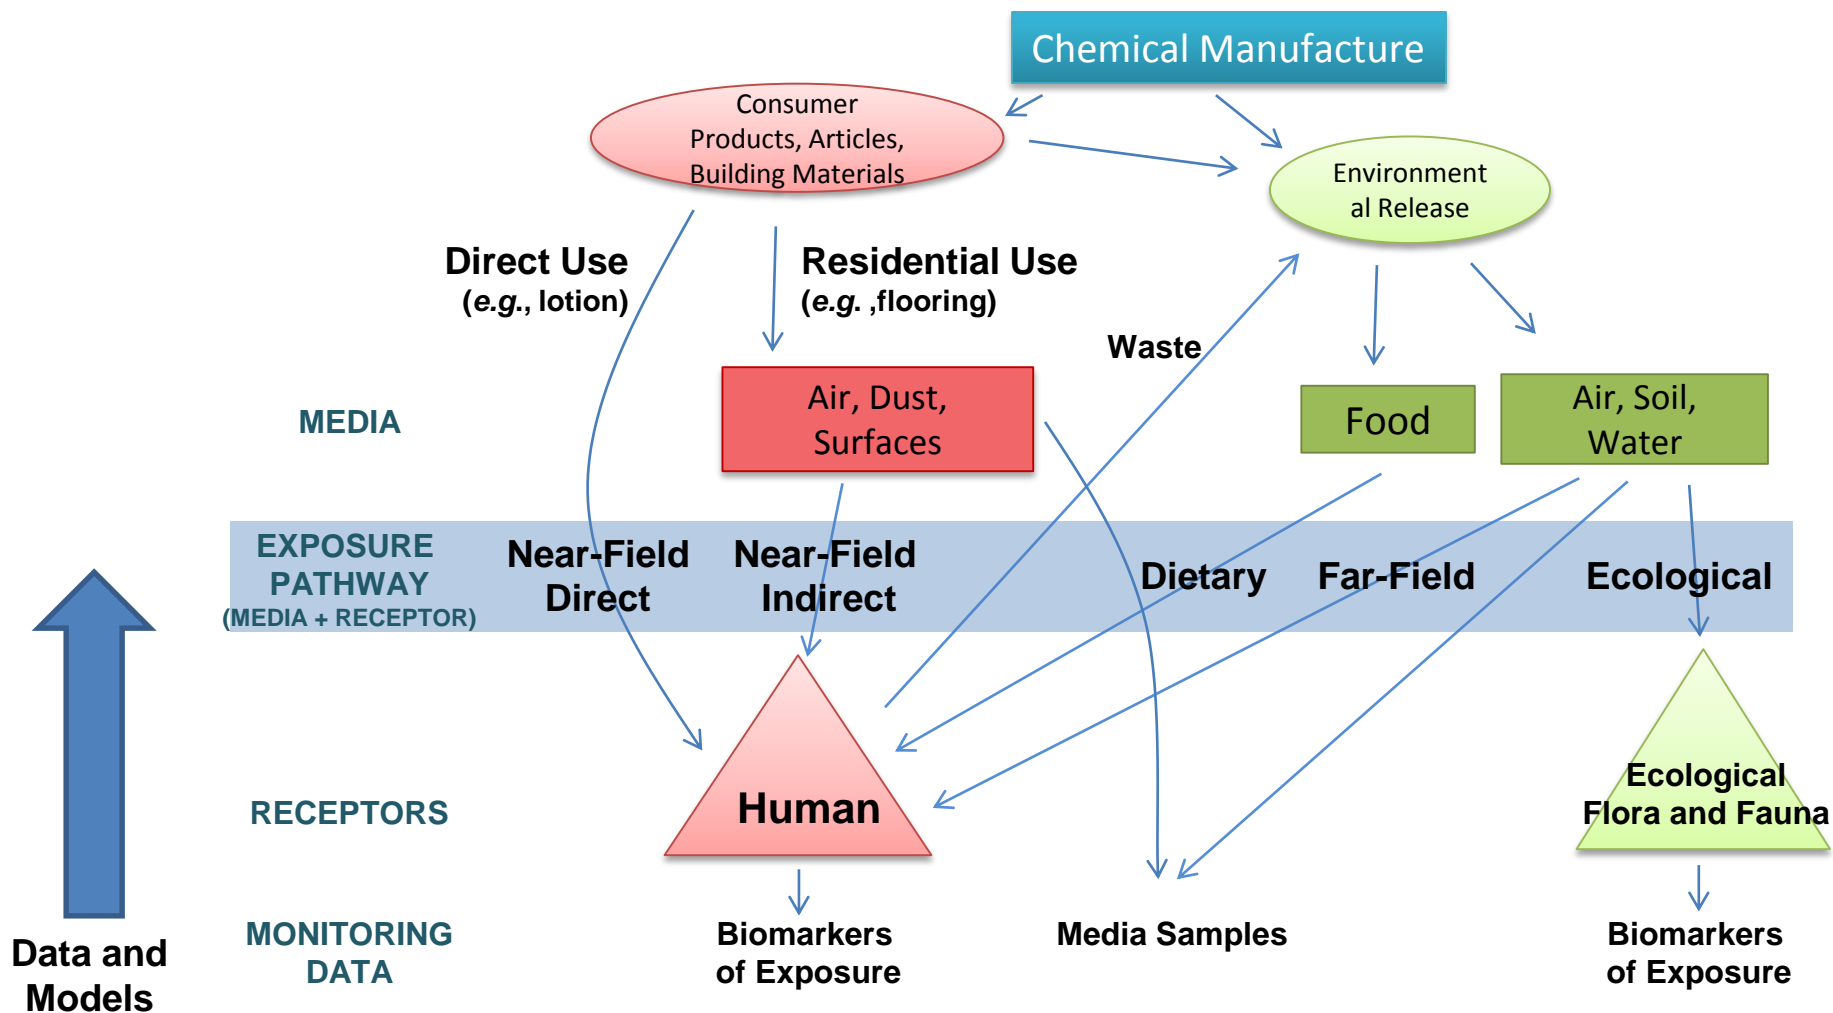 Chemical Manufacture
Consumer
Products, Articles,
Building Materials
Environment
al Release
Direct Use
(e.g., lotion)
Residential Use
(e.g. ,flooring)
Waste
MEDIA
Air, Dust,
Surfaces
Food
Air, Soil,
Water
EXPOSURE
PATHWAY
(MEDIA + RECEPTOR)
Near-Field
Direct
Near-Field
Indirect
Dietary
Far-Field
Ecological
RECEPTORS
Human
Ecological
Flora and Fauna
MONITORING
DATA
Biomarkers
of Exposure
Media Samples
Biomarkers
of Exposure
Data and
Models